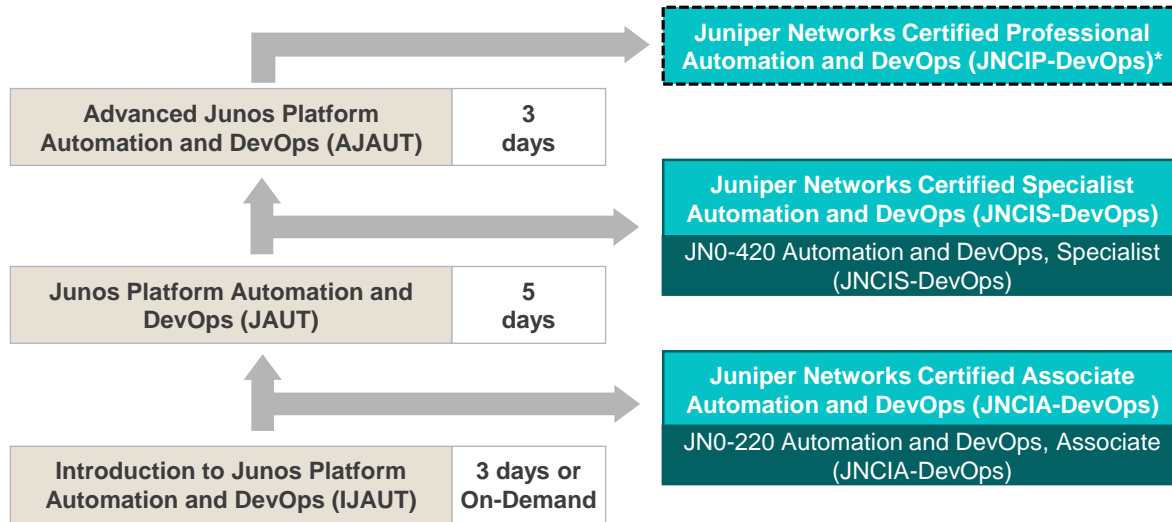 Juniper Networks Certified Professional
Automation and DevOps (JNCIP-DevOps)*
Advanced Junos Platform
Automation and DevOps (AJAUT)
3
days
Juniper Networks Certified Specialist
Automation and DevOps (JNCIS-DevOps)
JN0-420 Automation and DevOps, Specialist
(JNCIS-DevOps)
Junos Platform Automation and
DevOps (JAUT)
5
days
Juniper Networks Certified Associate
Automation and DevOps (JNCIA-DevOps)
JN0-220 Automation and DevOps, Associate
(JNCIA-DevOps)
Introduction to Junos Platform
Automation and DevOps (IJAUT)
3 days or
On-Demand